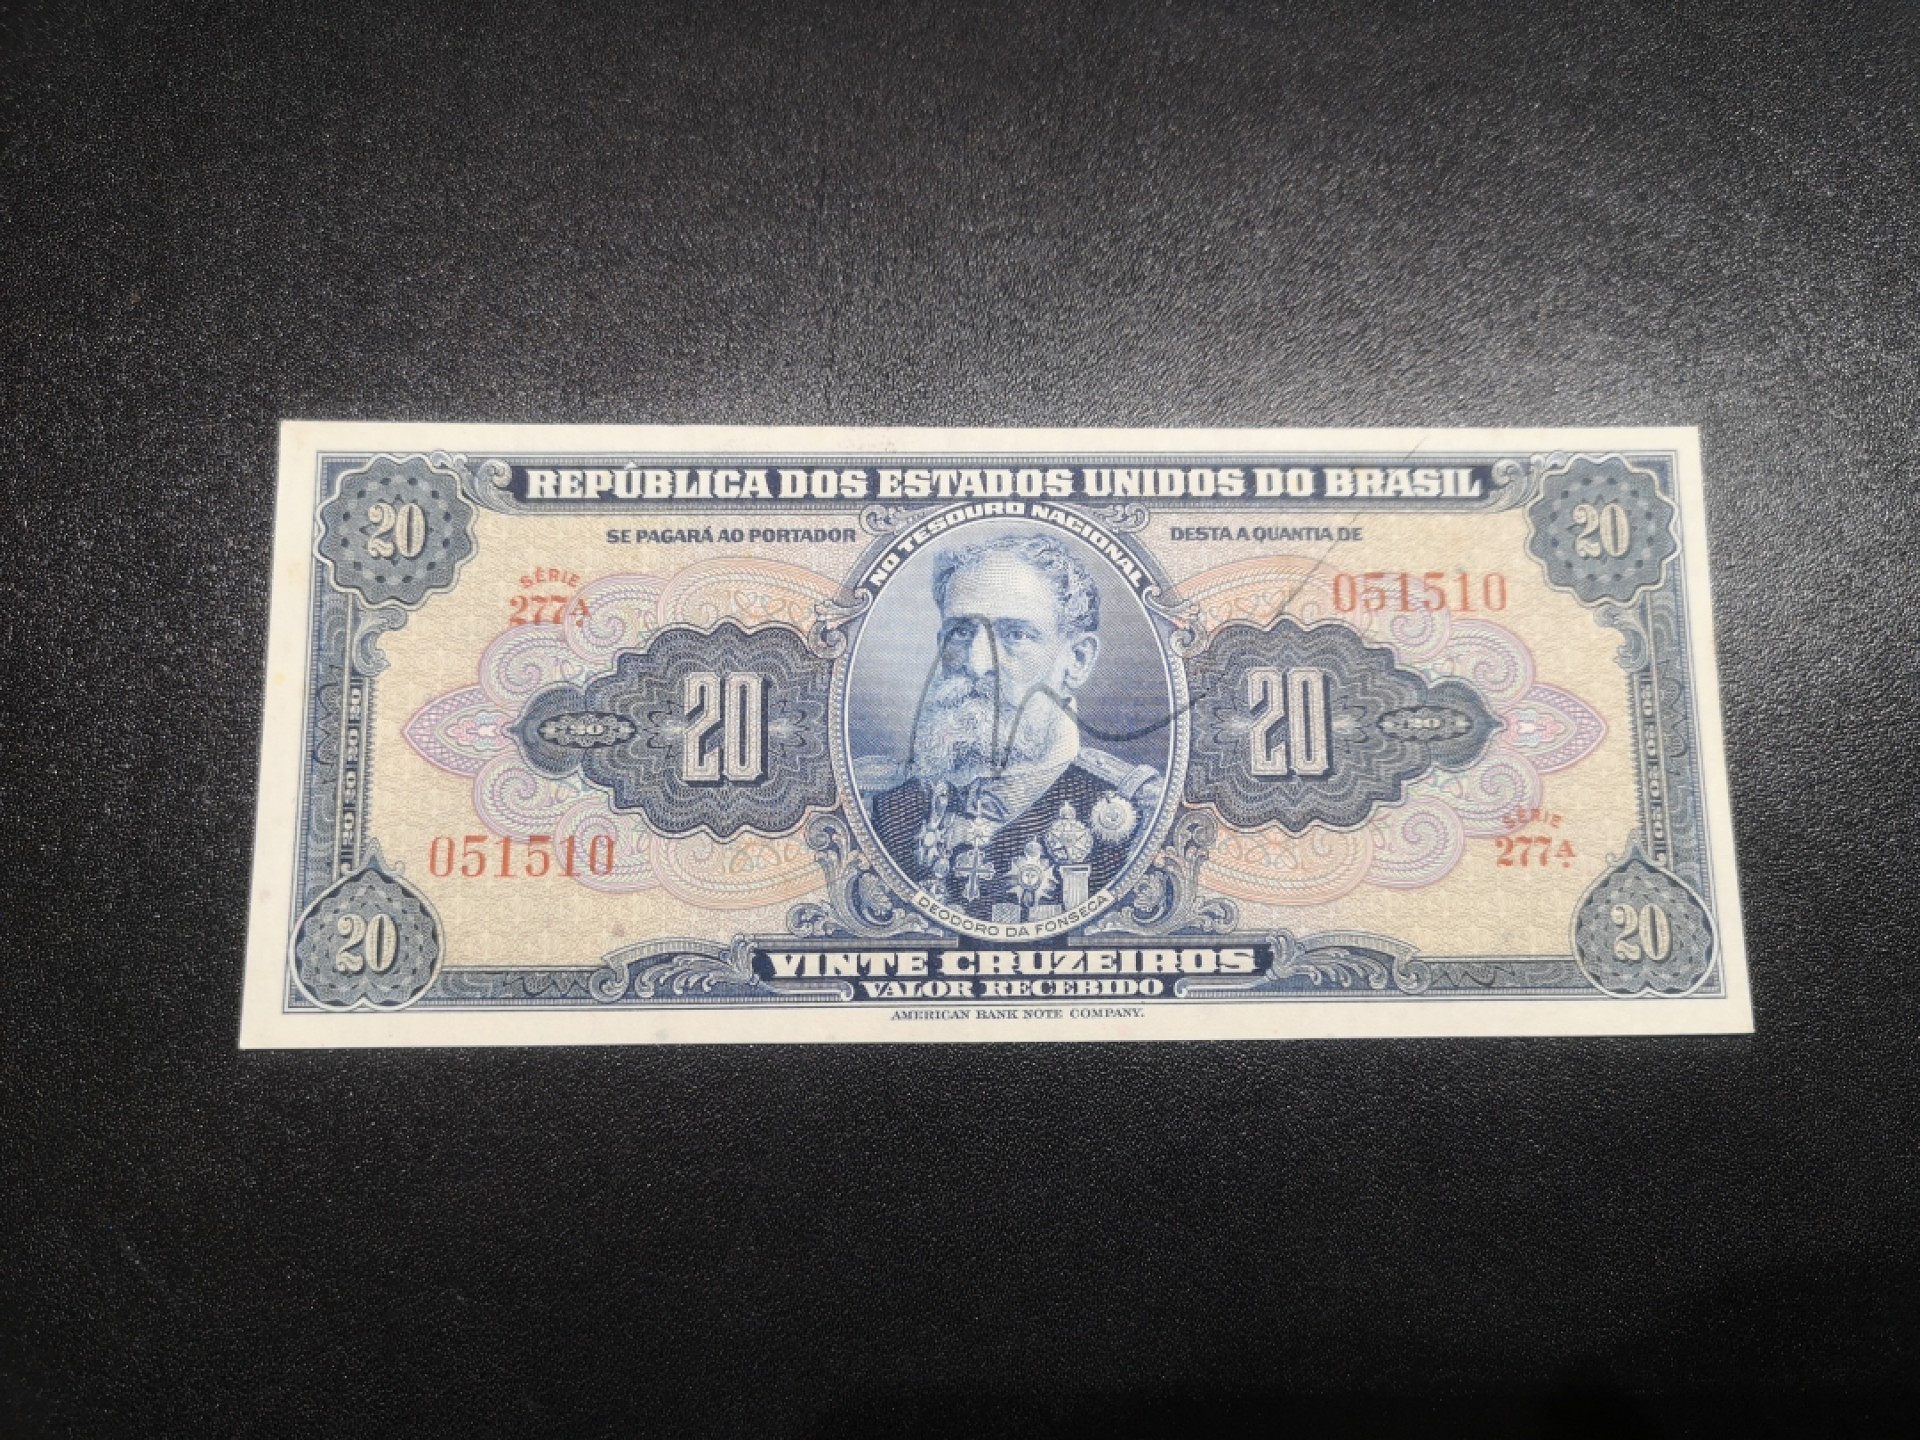 REPÚBLICA DOS ESTADOS UNIDOS DO BRASIL
20
20
SE PAGARÁ AO PORTADOR
NO TESOURO NACIONAL
DESTA A QUANTIA DE
SÉRIE
277A
051510
20
20
20
20
051510
SÉRIE
277A
DEODORO DA FONSECA
20
20
VINTE CRUZEIROS
VALOR RECEBIDO
AMERICAN BANK NOTE COMPANY.